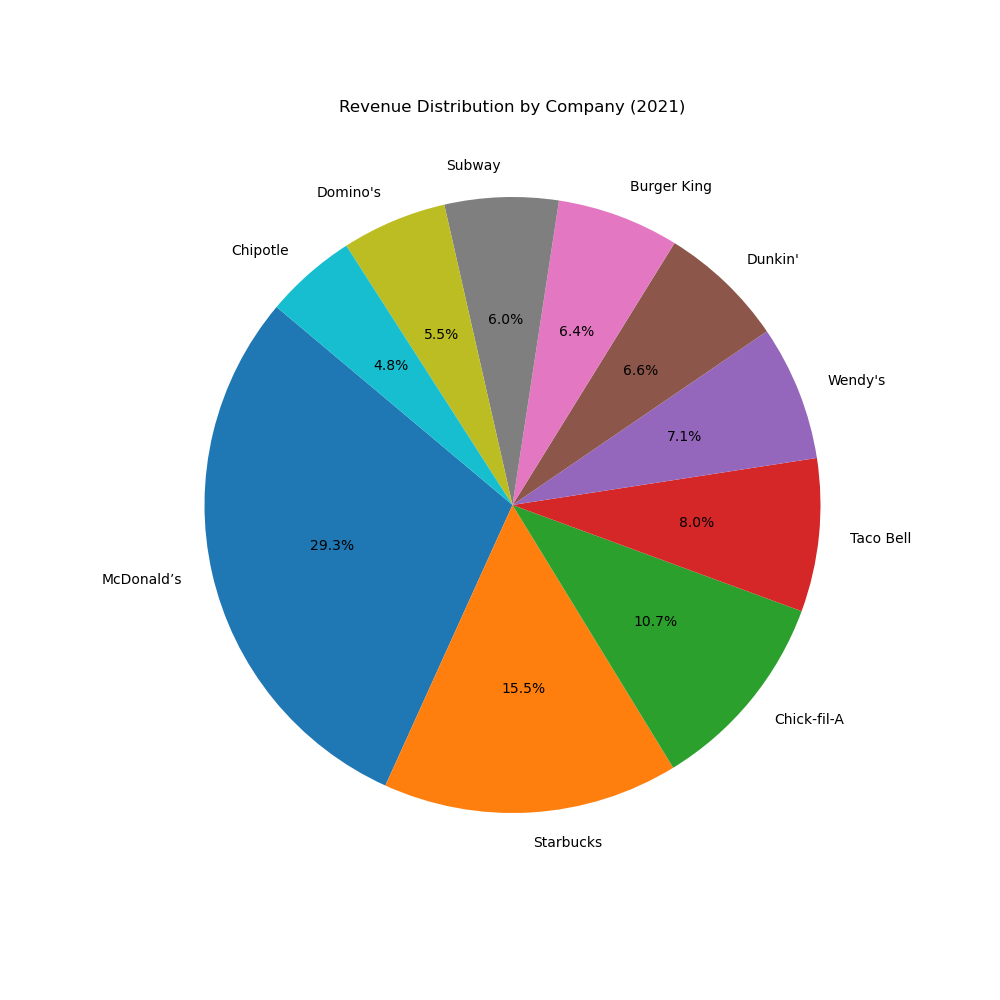 Revenue Distribution by Company (2021)
Subway
Burger King
Domino's
Chipotle
Dunkin'
6.0%
6.4%
5.5%
4.8%
6.6%
Wendy's
7.1%
Taco Bell
8.0%
29.3%
McDonald’s
10.7%
15.5%
Chick-fil-A
Starbucks